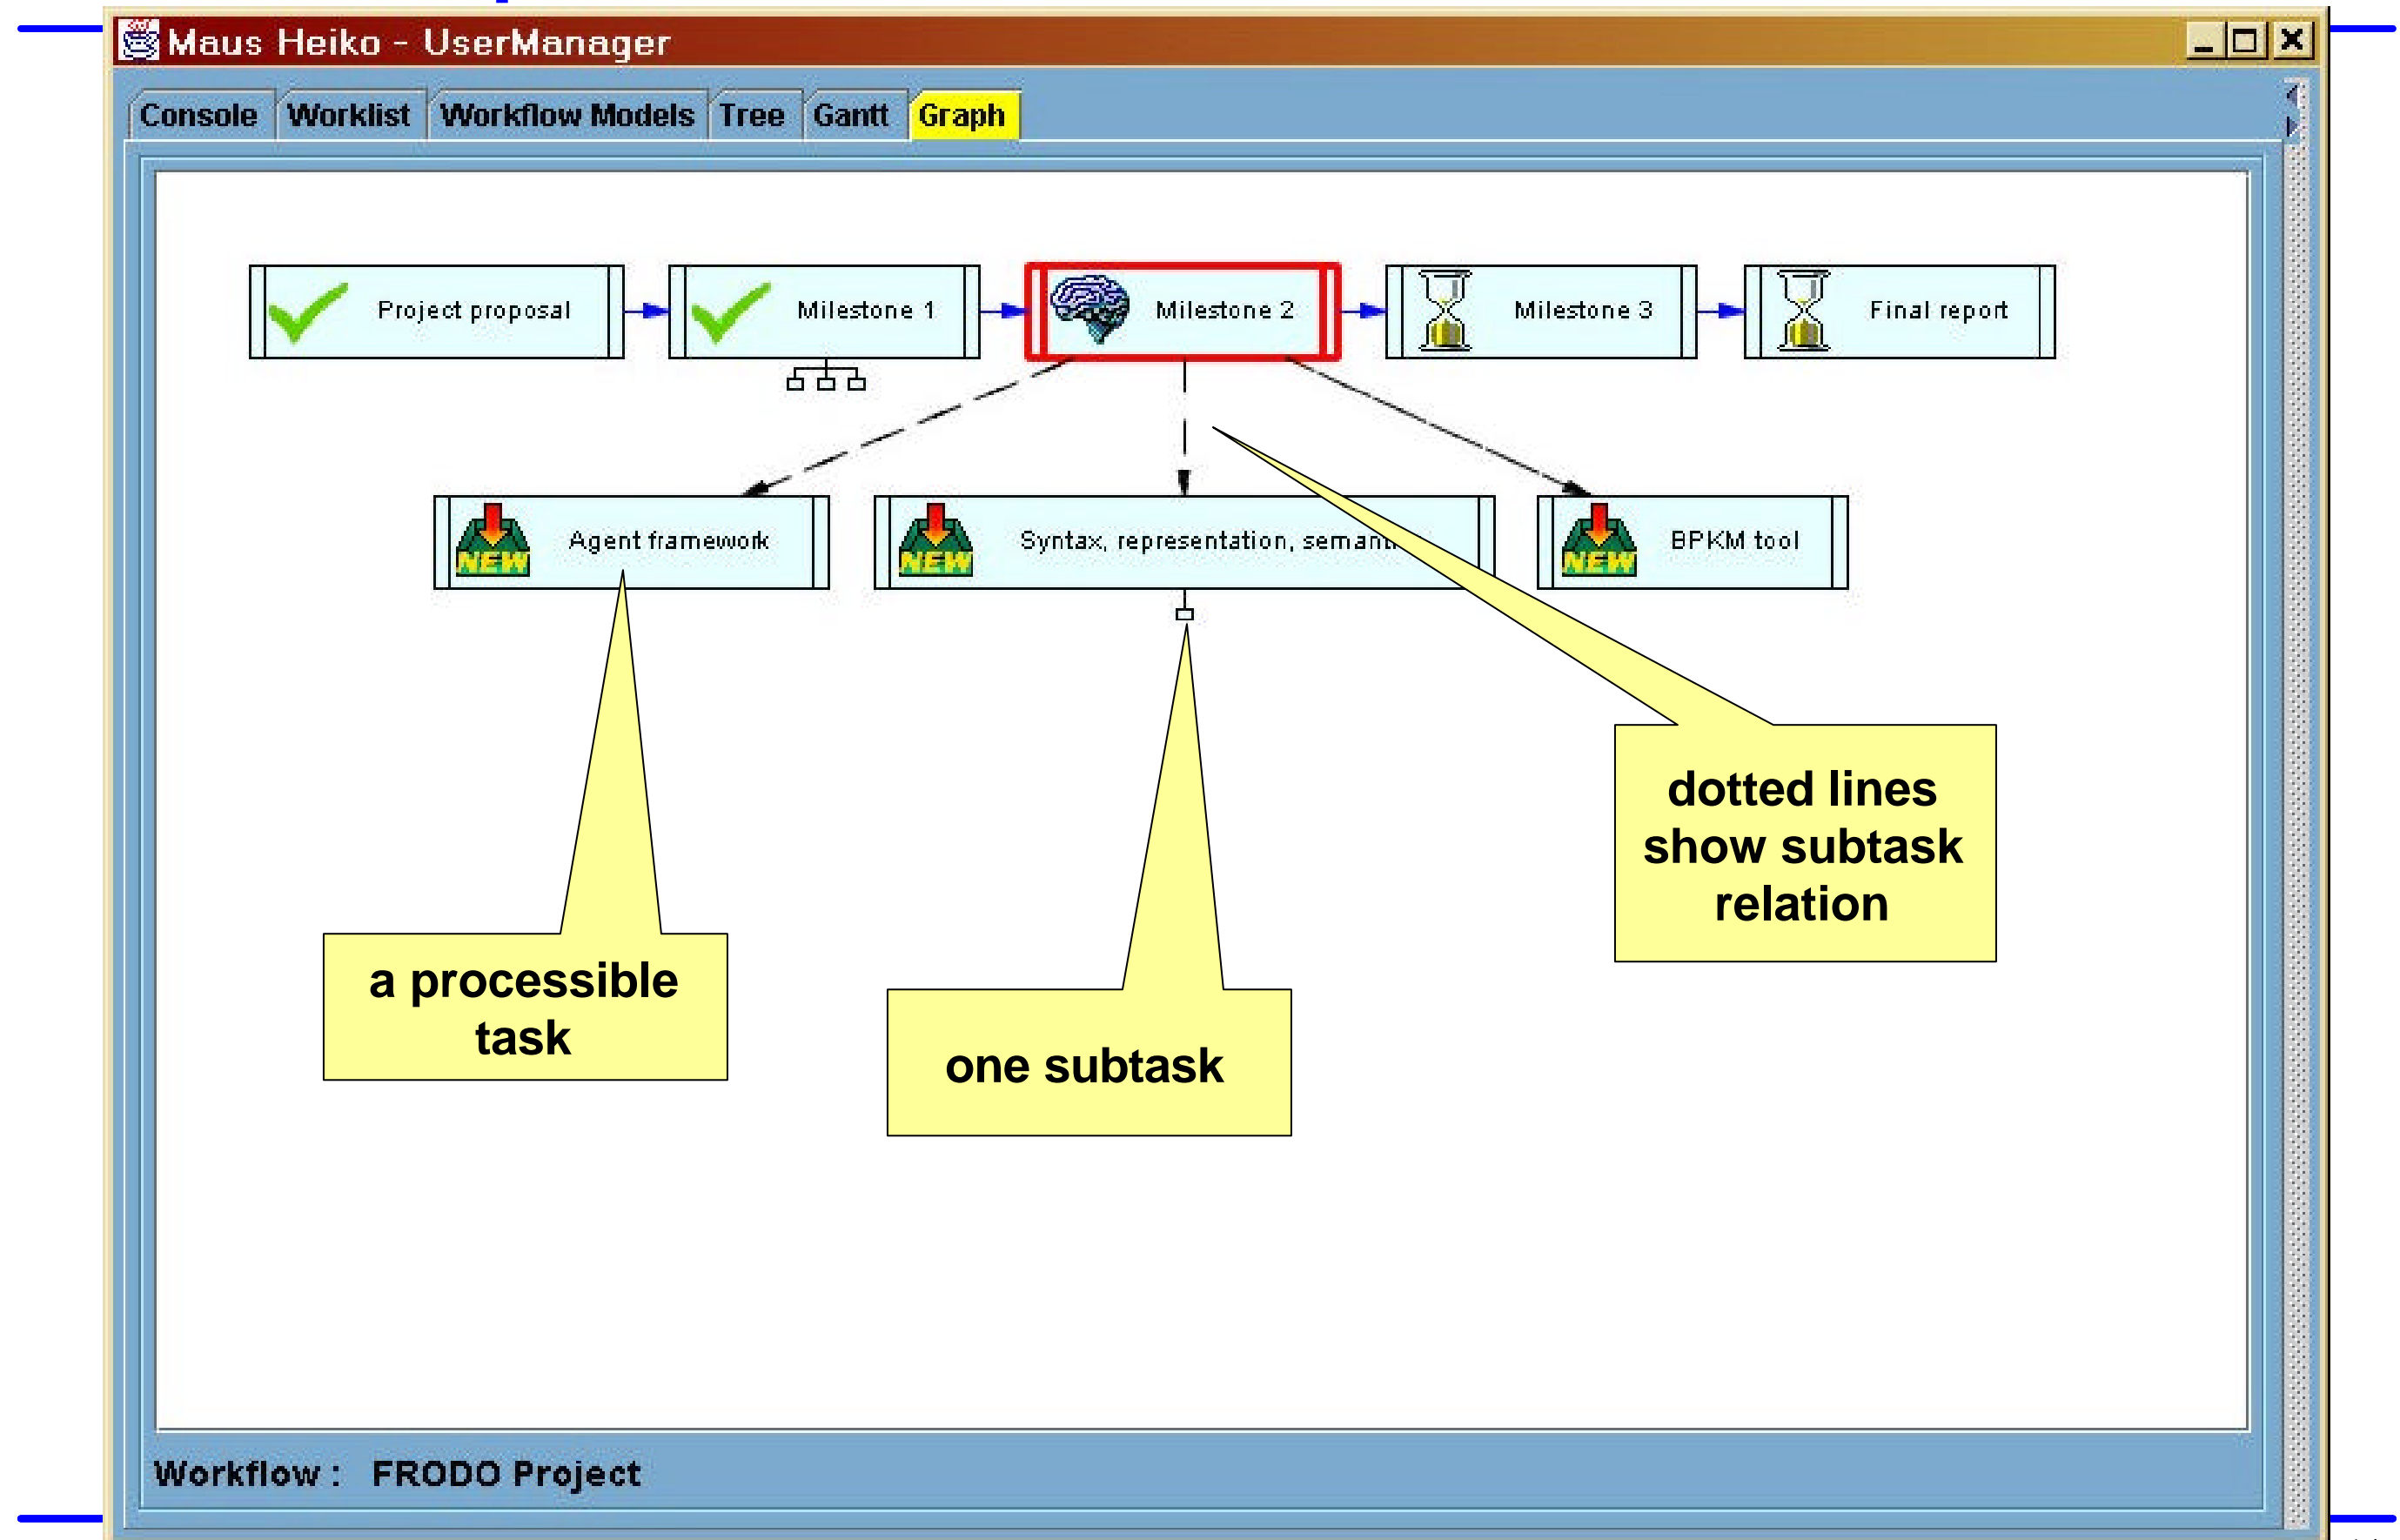 Maus Heiko - UserManager
Console Worklist Workflow Models Tree Gantt Graph
Project proposal
Milestone 1
Milestone 2
Milestone 3
Final report
Agent framework
NEW
Syntax, representation,
NEW
BPKM tool
NEW
dotted lines
show subtask
relation
a processible
task
one subtask
Workflow : FRODO Project